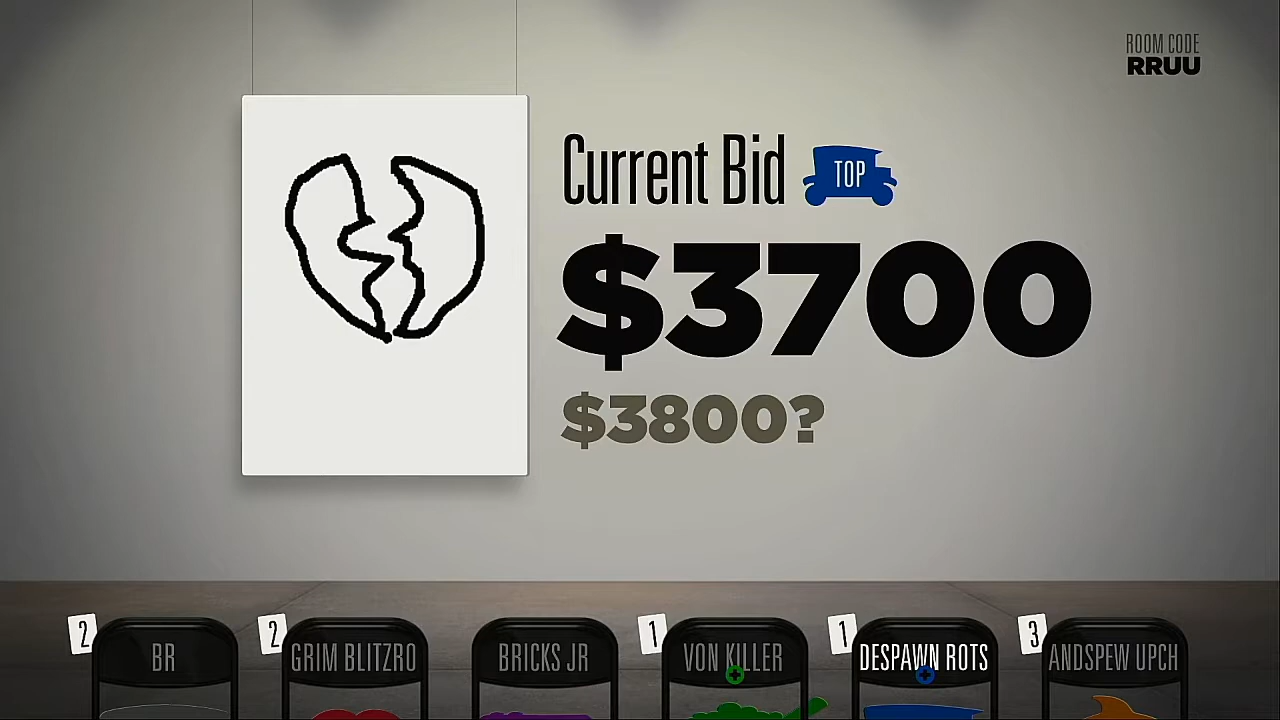 ROOM CODE
RRUU
Current Bid TOP
$3700
$3800?
2 BR
2 GRIM BLITZRO
BRICKS JR
1 VON KILLER
1 DESPAWN ROTS
3 ANDSPEW UPCH